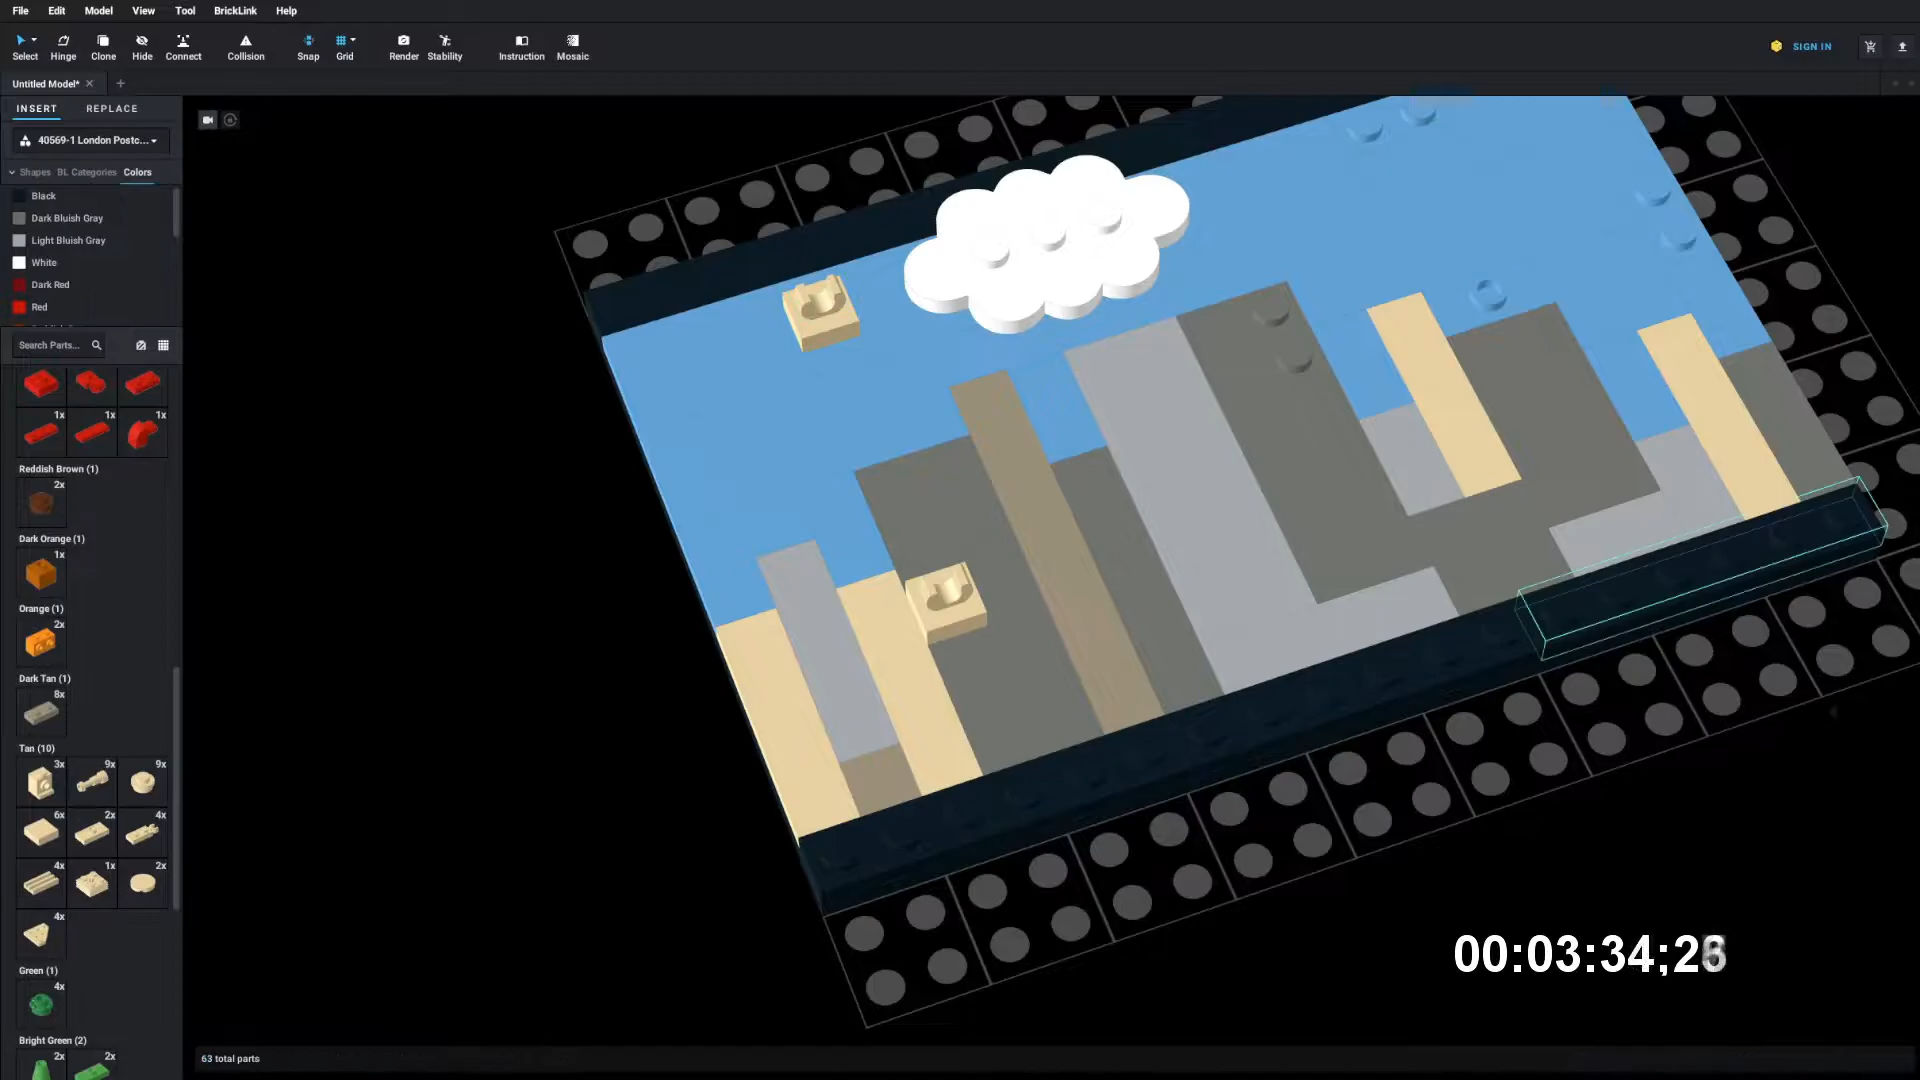 File Edit Model View Tool BrickLink Help
Select Hinge Clone Hide Connect Collision Snap Grid Render Stability Instruction Mosaic
SIGN IN
Untitled Model*
INSERT REPLACE
40569-1 London Postc...
Shapes BL Categories Colors
Black
Dark Bluish Gray
Light Bluish Gray
White
Dark Red
Red
Search Parts...
1x 1x 1x
Reddish Brown (1)
2x
Dark Orange (1)
1x
Orange (1)
2x
Dark Tan (1)
8x
Tan (10)
3x 9x 9x
6x 2x 4x
4x 1x 2x
4x
Green (1)
4x
Bright Green (2)
2x 2x
63 total parts